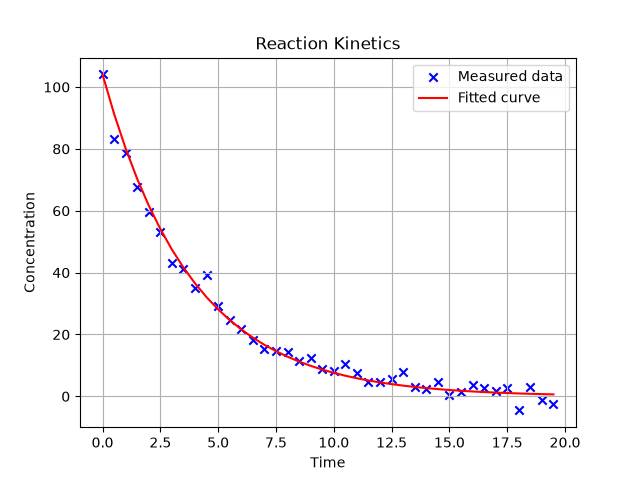 Reaction Kinetics
Measured data
Fitted curve
Concentration
100
80
60
40
20
0
0.0 2.5 5.0 7.5 10.0 12.5 15.0 17.5 20.0
Time